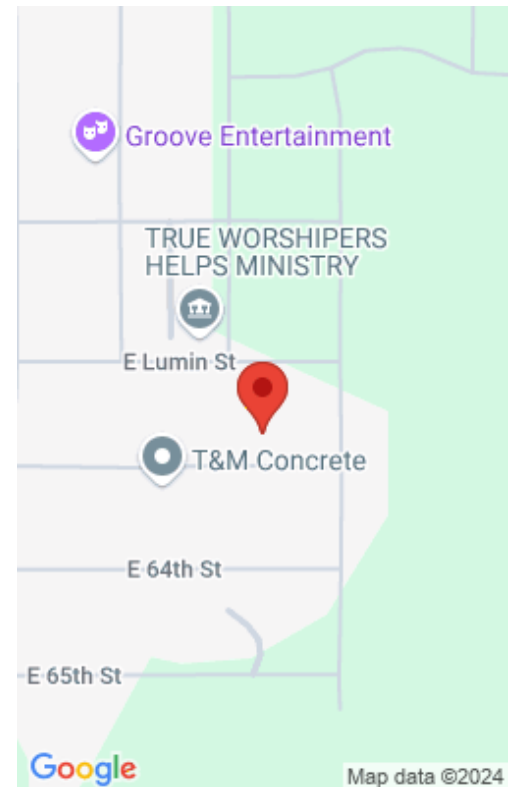 Groove Entertainment
TRUE WORSHIPERS
HELPS MINISTRY
E Lumin St
T&M Concrete
E 64th St
E 65th St
Google
Map data ©2024